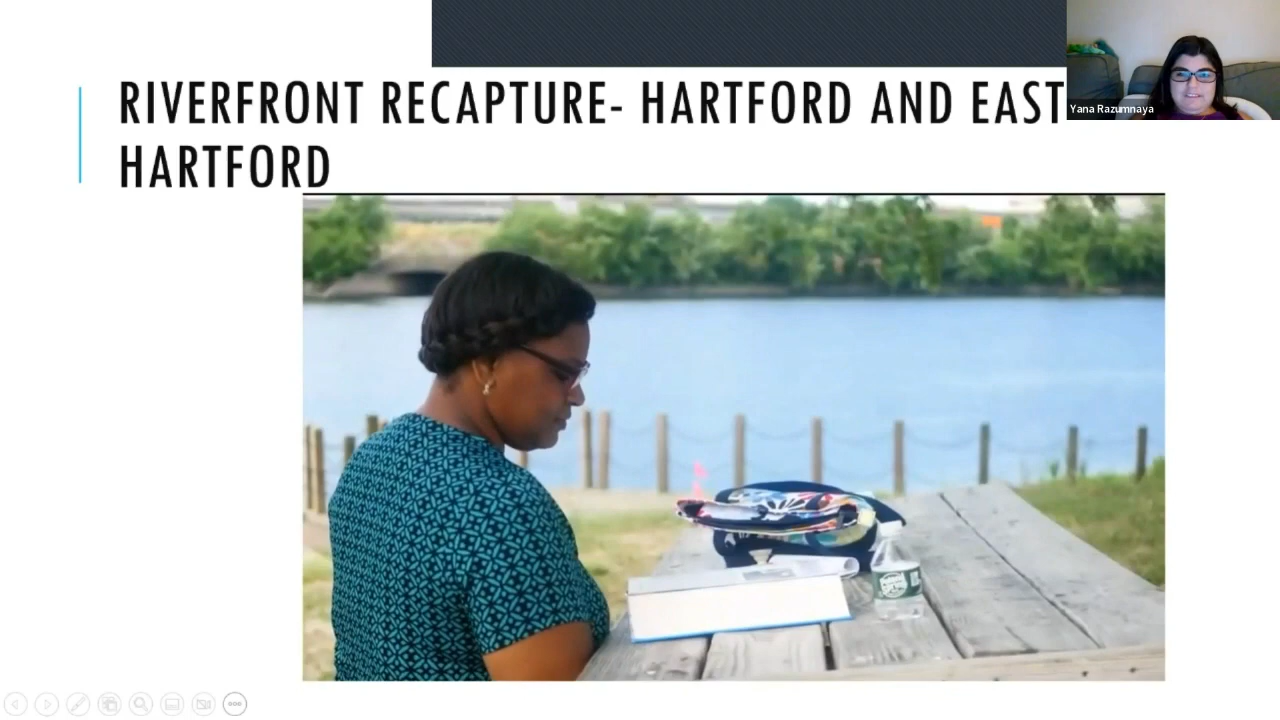 RIVERFRONT RECAPTURE- HARTFORD AND EAST
HARTFORD
Yana Razumnaya